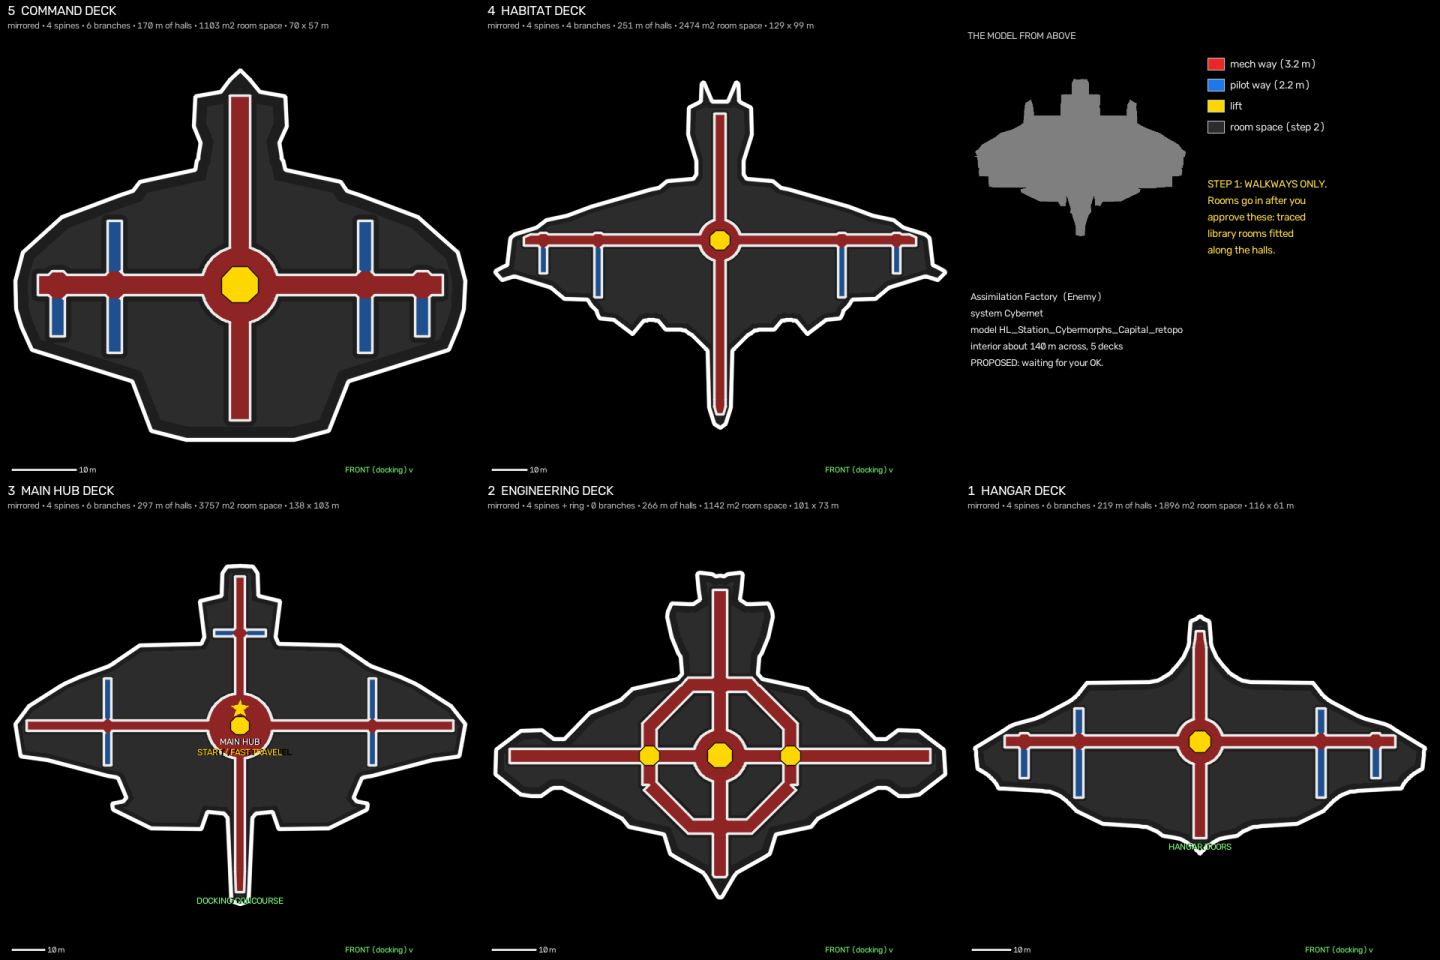 5 COMMAND DECK
mirrored • 4 spines • 6 branches • 170 m of halls • 1103 m2 room space • 70 x 57 m
10 m
FRONT (docking) v
4 HABITAT DECK
mirrored • 4 spines • 4 branches • 251 m of halls • 2474 m2 room space • 129 x 99 m
10 m
FRONT (docking) v
THE MODEL FROM ABOVE
mech way (3.2 m)
pilot way (2.2 m)
lift
room space (step 2)
STEP 1: WALKWAYS ONLY.
Rooms go in after you
approve these: traced
library rooms fitted
along the halls.
Assimilation Factory (Enemy)
system Cybernet
model HL_Station_Cybermorphs_Capital_retopo
interior about 140 m across, 5 decks
PROPOSED: waiting for your OK.
3 MAIN HUB DECK
mirrored • 4 spines • 6 branches • 297 m of halls • 3757 m2 room space • 138 x 103 m
MAIN HUB
START / FAST TRAVEL
DOCKING CONCOURSE
10 m
FRONT (docking) v
2 ENGINEERING DECK
mirrored • 4 spines + ring • 0 branches • 266 m of halls • 1142 m2 room space • 101 x 73 m
10 m
FRONT (docking) v
1 HANGAR DECK
mirrored • 4 spines • 6 branches • 219 m of halls • 1896 m2 room space • 116 x 61 m
HANGAR DOORS
10 m
FRONT (docking) v